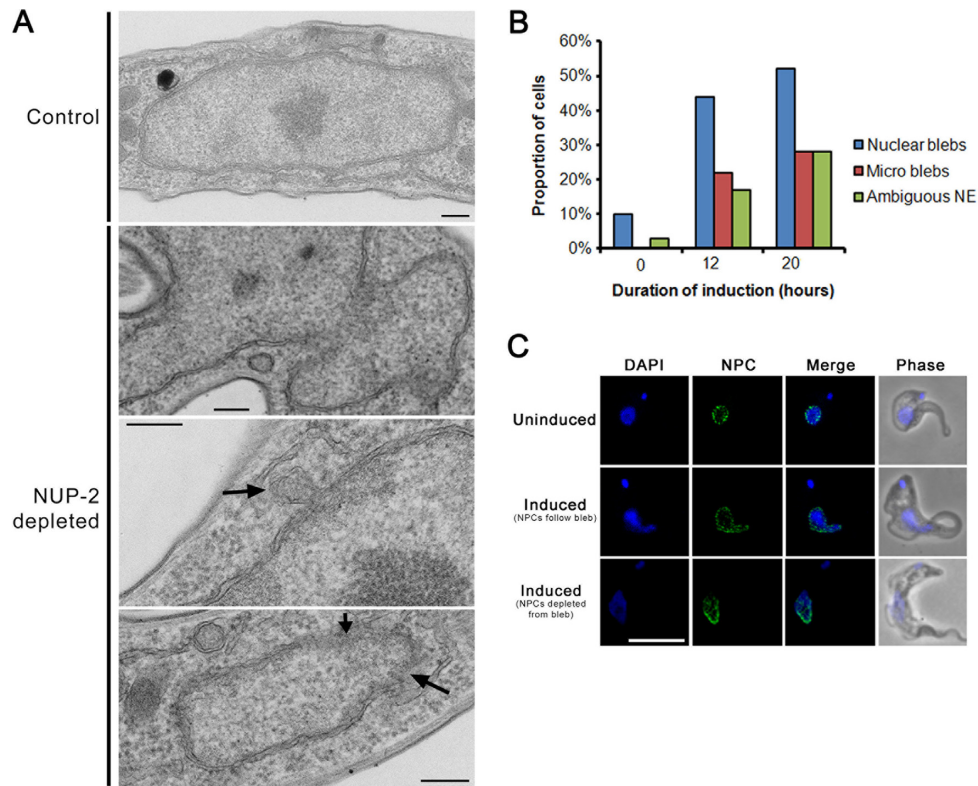 A
Control
NUP-2
depleted
B
60%
50%
40%
30%
20%
10%
0%
Proportion of cells
0
12
20
Duration of induction (hours)
Nuclear blebs
Micro blebs
Ambiguous NE
C
DAPI
NPC
Merge
Phase
Uninduced
Induced
(NPCs follow bleb)
Induced
(NPCs depleted
from bleb)